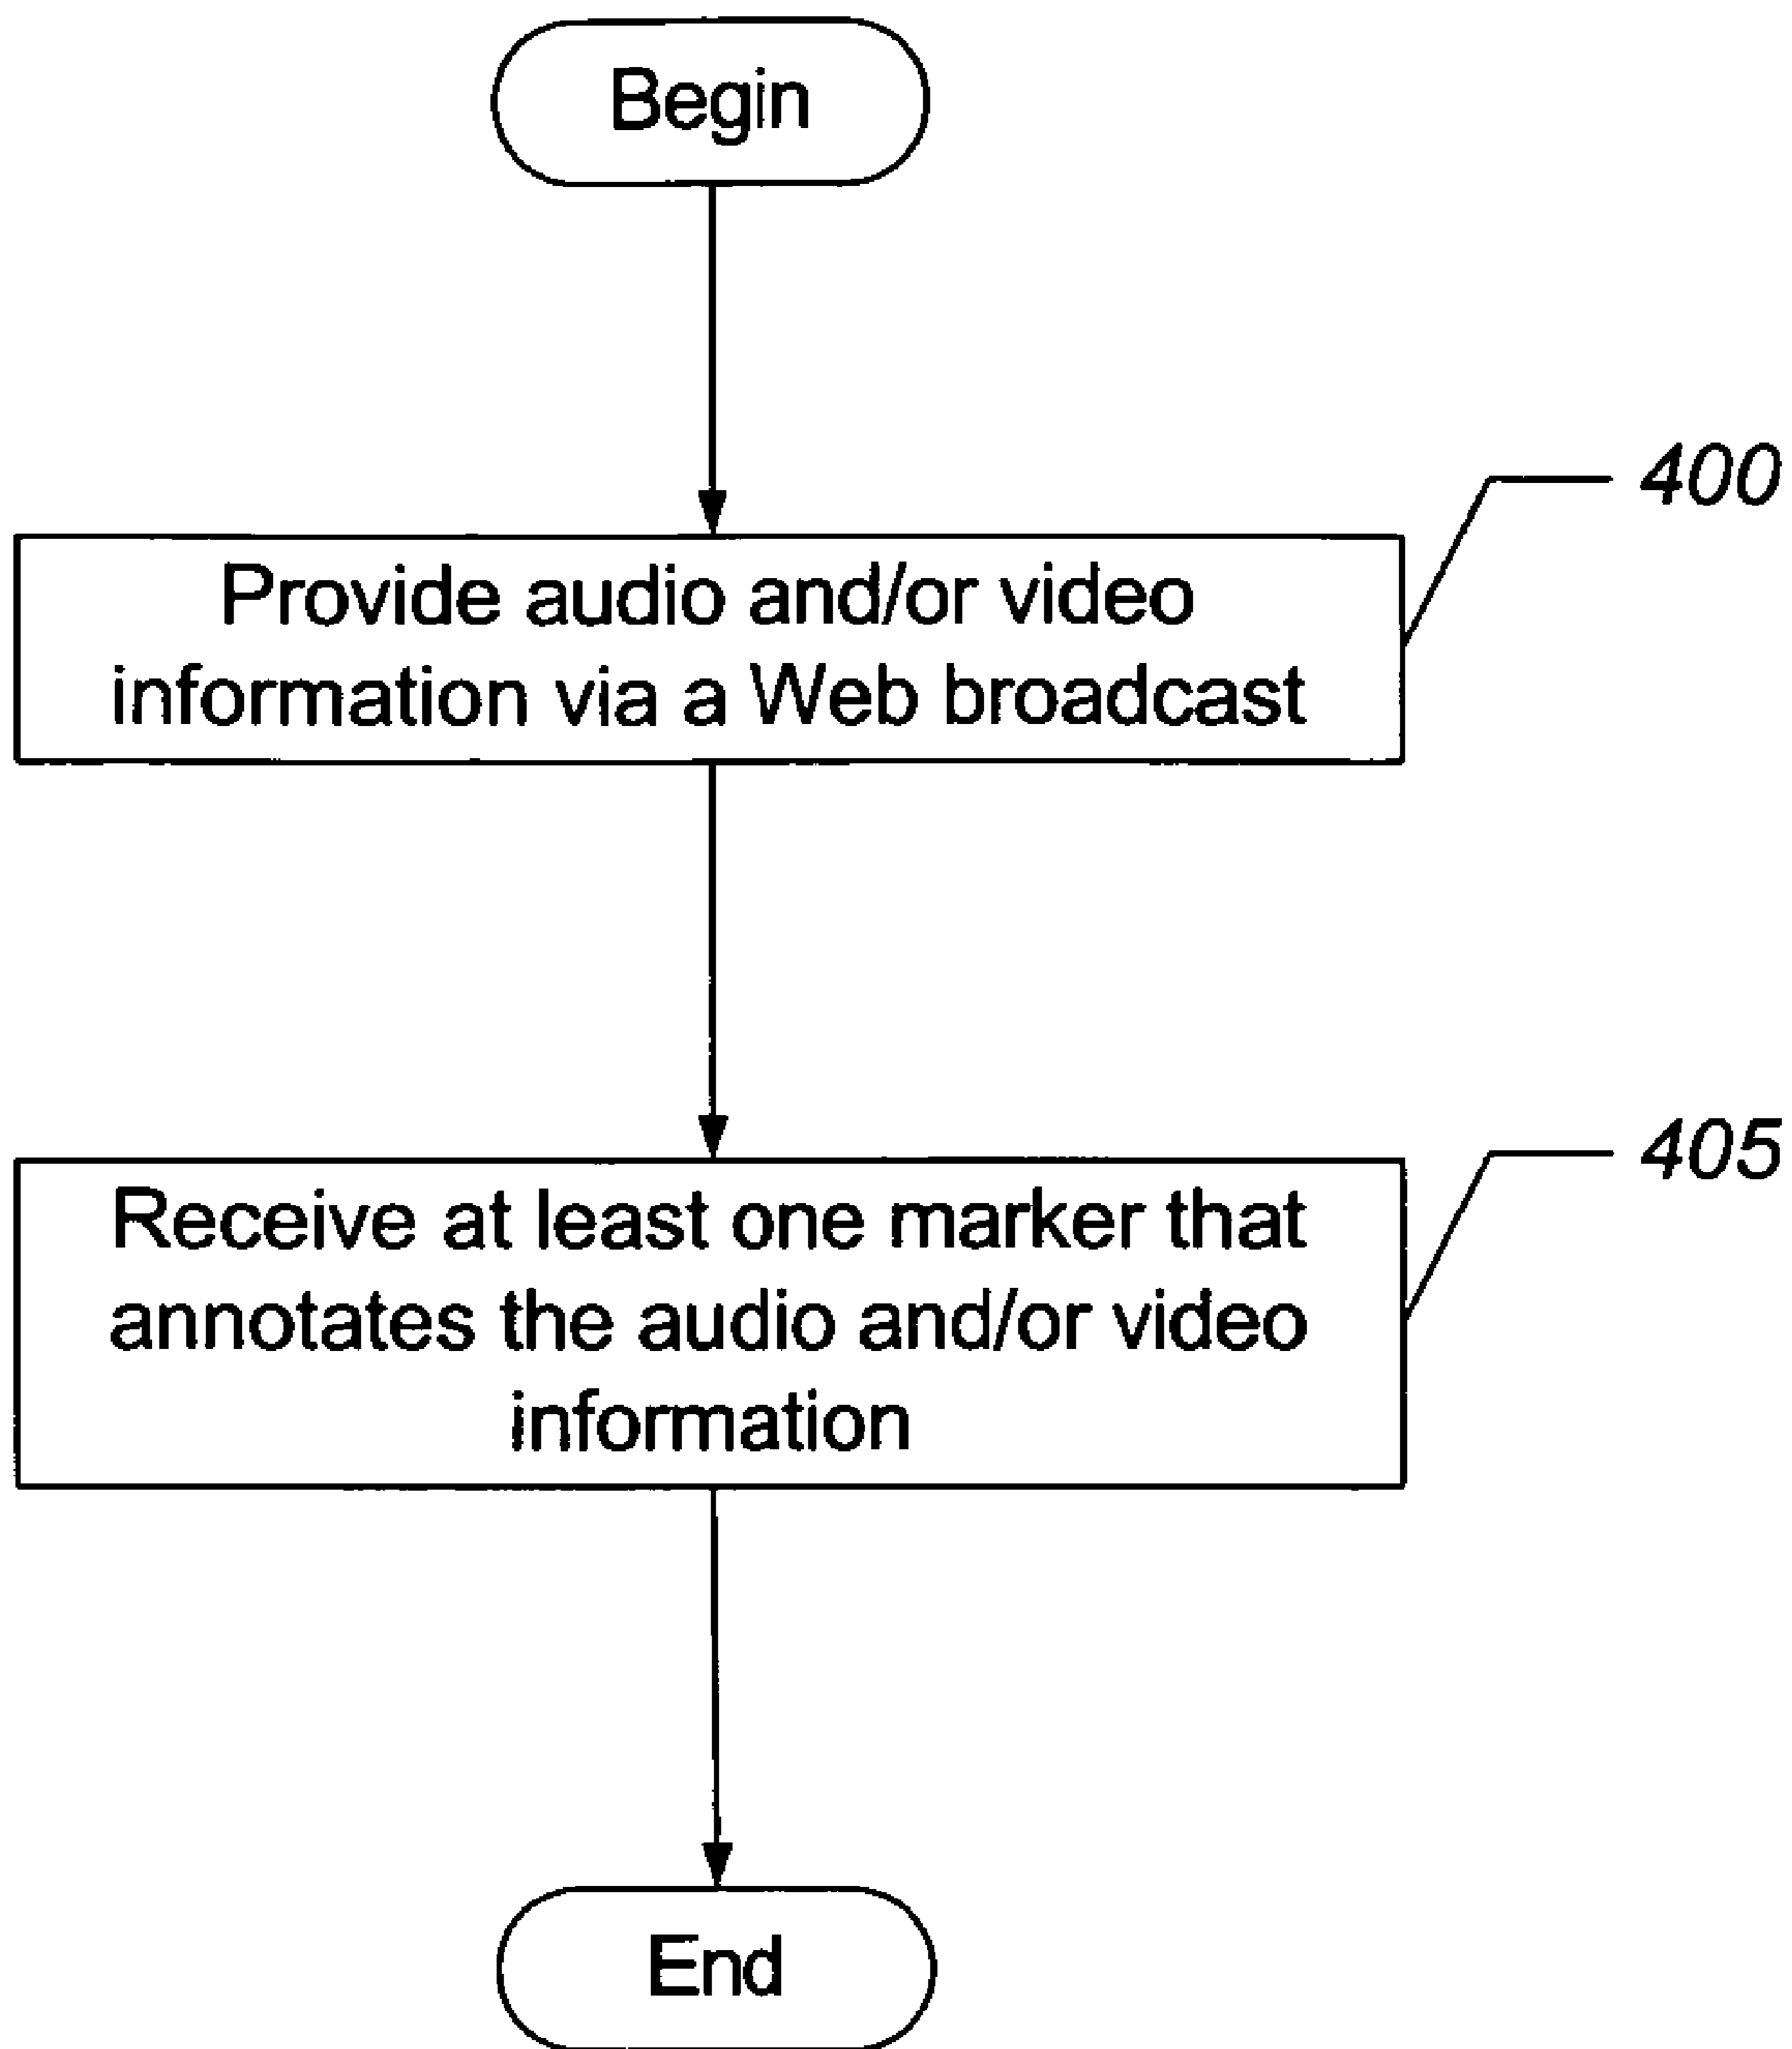 Begin
400
Provide audio and/or video
information via a Web broadcast
405
Receive at least one marker that
annotates the audio and/or video
information
End